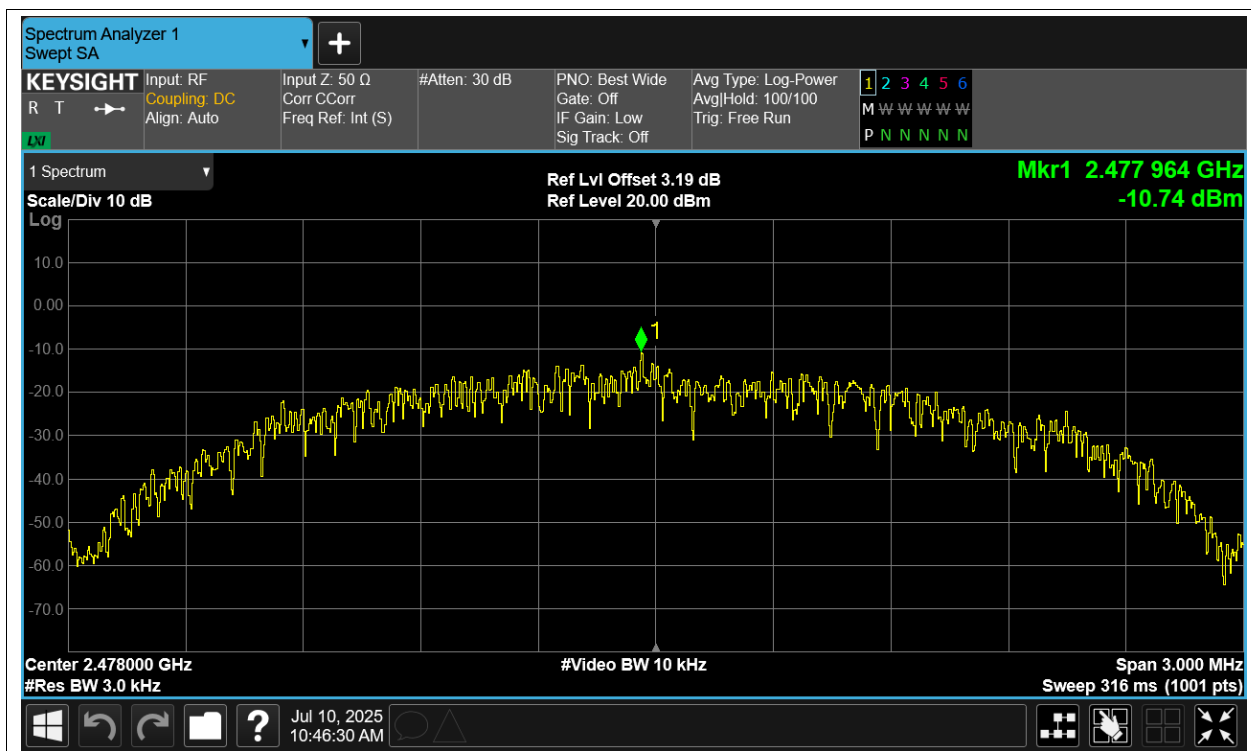 Spectrum Analyzer 1
Swept SA
KEYSIGHT
R T
LXI
Input: RF
Coupling: DC
Align: Auto
Input Z: 50 Ω
Corr CCorr
Freq Ref: Int (S)
#Atten: 30 dB
PNO: Best Wide
Gate: Off
IF Gain: Low
Sig Track: Off
Avg Type: Log-Power
Avg|Hold: 100/100
Trig: Free Run
1 2 3 4 5 6
M W W W W W
P N N N N N
1 Spectrum
Scale/Div 10 dB
Log
Ref Lvl Offset 3.19 dB
Ref Level 20.00 dBm
Mkr1 2.477 964 GHz
-10.74 dBm
10.0
0.00
1
-10.0
-20.0
-30.0
-40.0
-50.0
-60.0
-70.0
Center 2.478000 GHz
#Res BW 3.0 kHz
#Video BW 10 kHz
Span 3.000 MHz
Sweep 316 ms (1001 pts)
?
Jul 10, 2025
10:46:30 AM